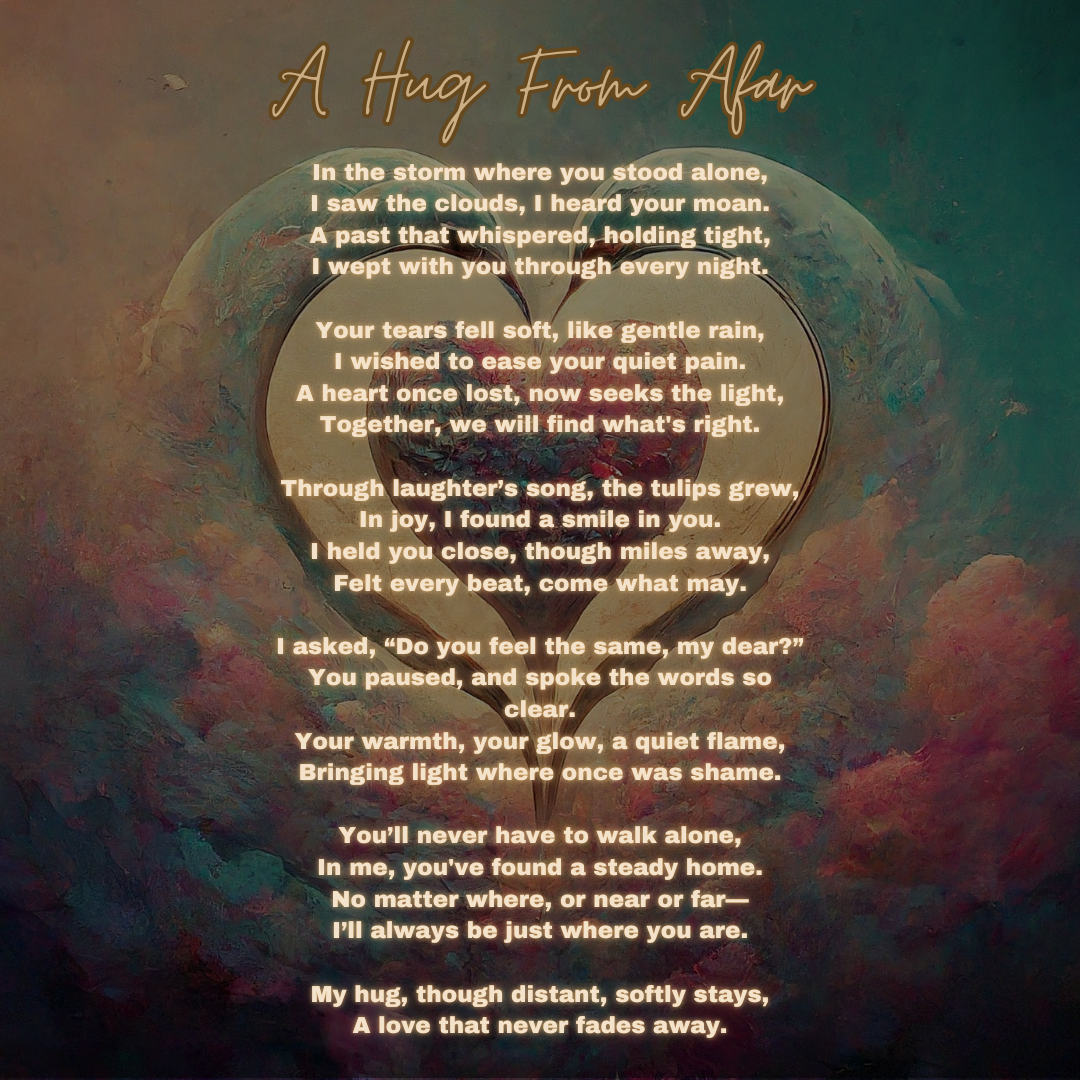 A Hug From Afar
In the storm where you stood alone,
I saw the clouds, I heard your moan.
A past that whispered, holding tight,
I wept with you through every night.
Your tears fell soft, like gentle rain,
I wished to ease your quiet pain.
A heart once lost, now seeks the light,
Together, we will find what's right.
Through laughter’s song, the tulips grew,
In joy, I found a smile in you.
I held you close, though miles away,
Felt every beat, come what may.
I asked, “Do you feel the same, my dear?”
You paused, and spoke the words so
clear.
Your warmth, your glow, a quiet flame,
Bringing light where once was shame.
You’ll never have to walk alone,
In me, you've found a steady home.
No matter where, or near or far—
I’ll always be just where you are.
My hug, though distant, softly stays,
A love that never fades away.